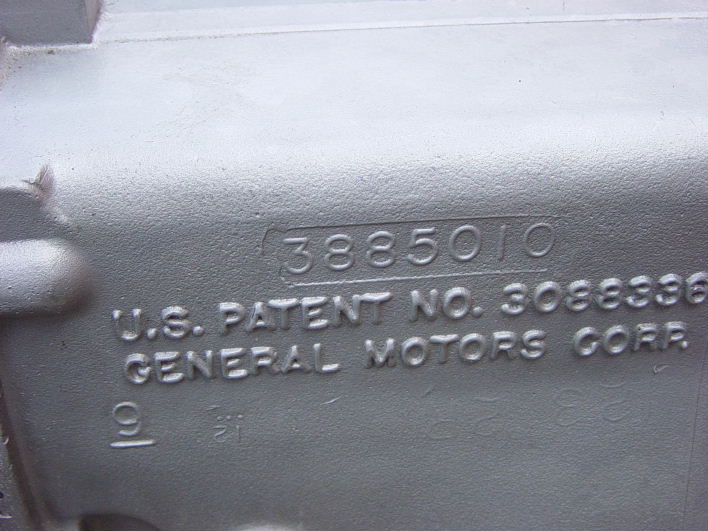 3885010
U.S. PATENT NO. 3088336
GENERAL MOTORS CORP.
9